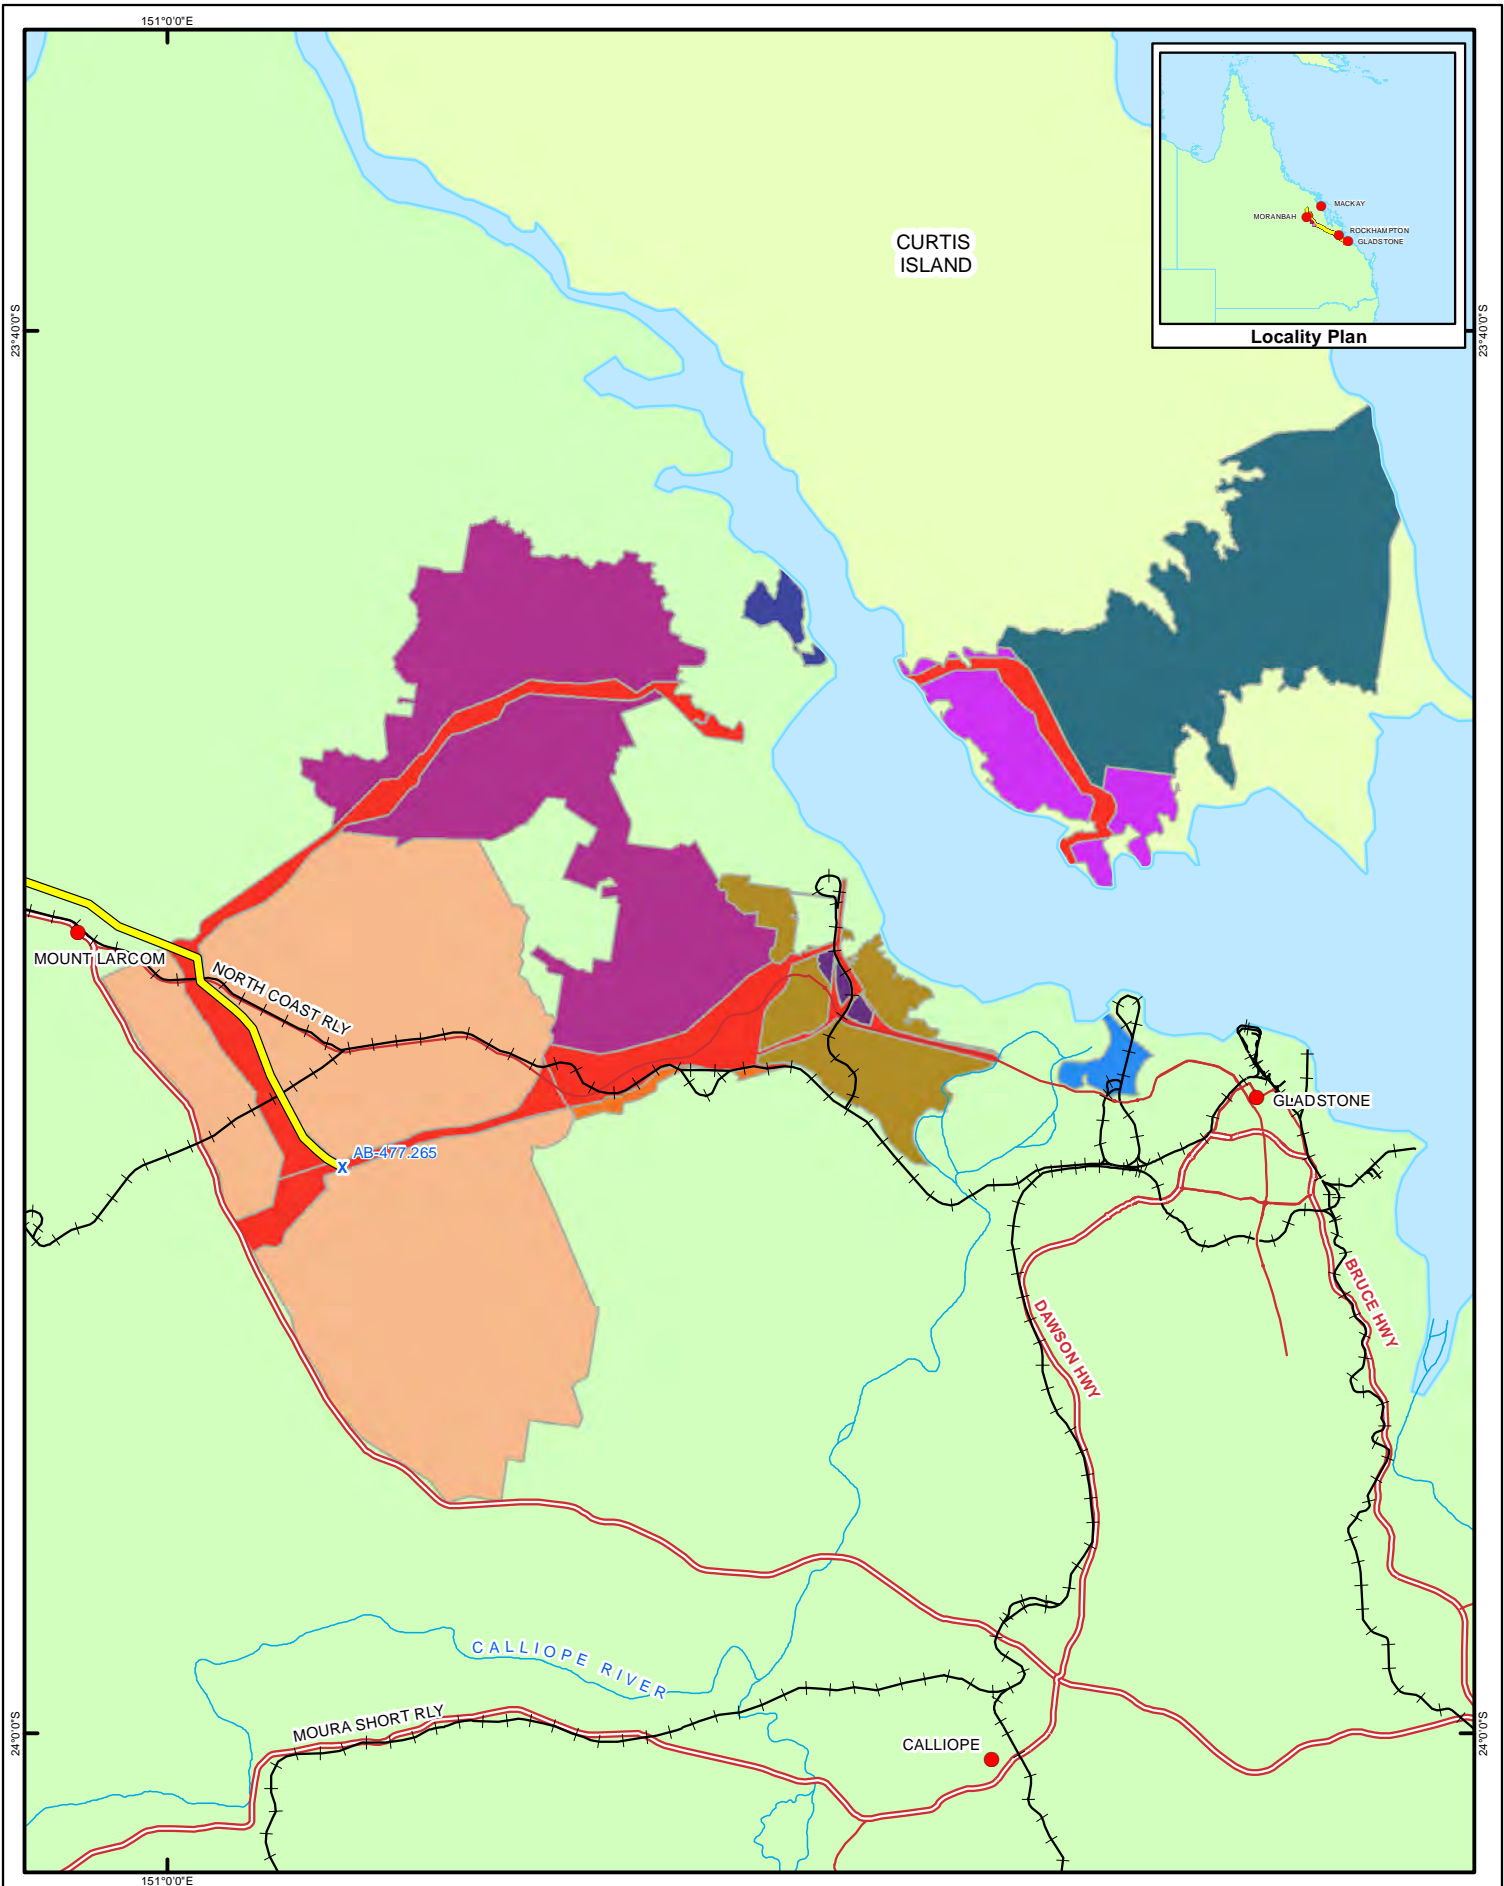 151°0'0"E
MORANBAH
MACKAY
ROCKHAMPTON
GLADSTONE
Locality Plan
CURTIS
ISLAND
23°40'0"S
23°40'0"S
MOUNT LARCOM
NORTH COAST RLY
AB-477.265
X
GLADSTONE
DAWSON HWY
BRUCE HWY
CALLIOPE RIVER
MOURA SHORT RLY
CALLIOPE
24°0'0"S
24°0'0"S
151°0'0"E